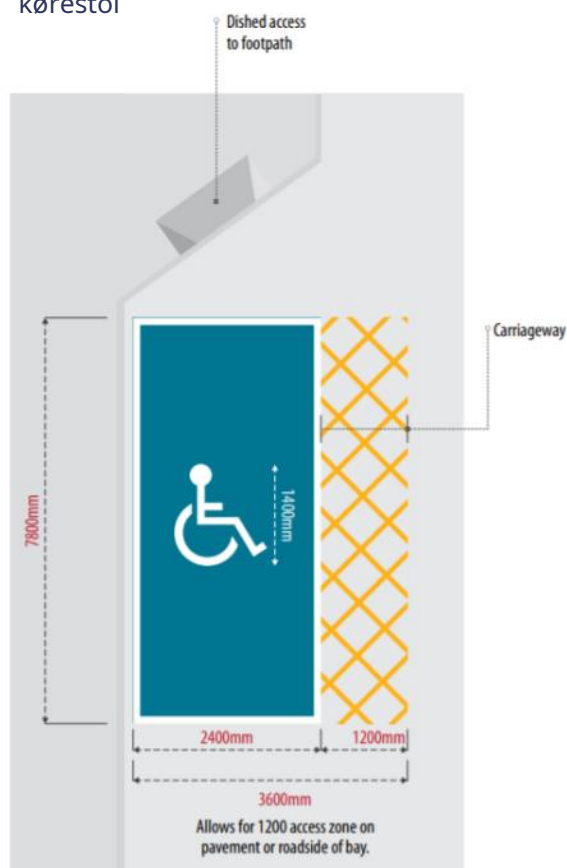 kørestol
Dished access
to footpath
Carriageway
7800mm
1400mm
2400mm
1200mm
3600mm
Allows for 1200 access zone on
pavement or roadside of bay.